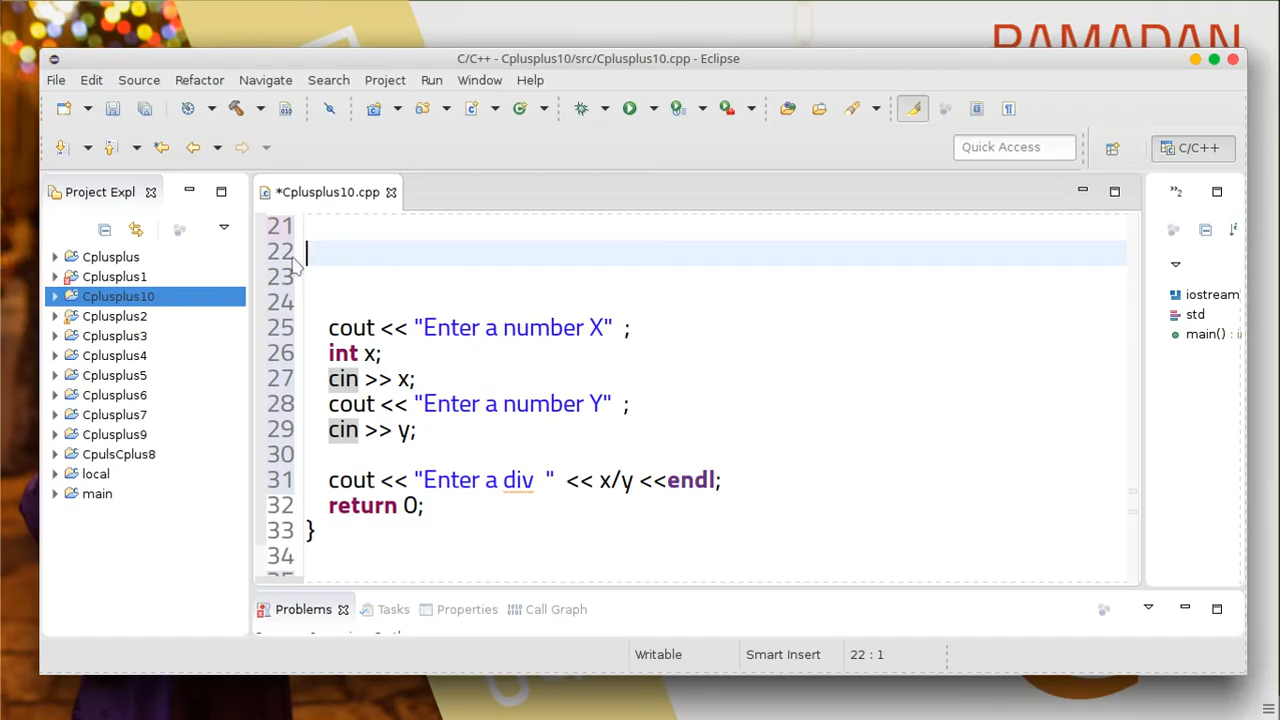 RAMADAN
C/C++ - Cplusplus10/src/Cplusplus10.cpp - Eclipse
File Edit Source Refactor Navigate Search Project Run Window Help
Quick Access
C/C++
Project Expl
*Cplusplus10.cpp
»2
Cplusplus
Cplusplus1
Cplusplus10
Cplusplus2
Cplusplus3
Cplusplus4
Cplusplus5
Cplusplus6
Cplusplus7
Cplusplus9
CpulsCplus8
local
main
21
22
23
24
25 cout << "Enter a number X"  ;
26 int x;
27 cin >> x;
28 cout << "Enter a number Y"  ;
29 cin >> y;
30
31 cout << "Enter a div  "  << x/y <<endl;
32 return 0;
33 }
34
iostream
std
main() :
Problems Tasks Properties Call Graph
Writable Smart Insert 22 : 1